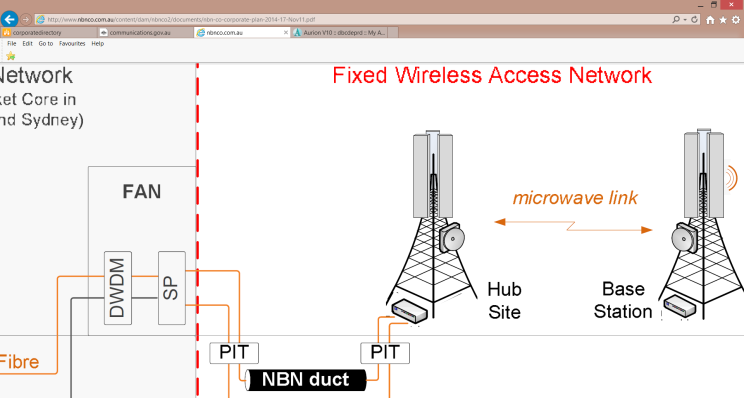 http://www.nbnco.com.au/content/dam/nbnco2/documents/nbn-co-corporate-plan-2014-17-Nov11.pdf
corporatedirectory
communications.gov.au
nbnco.com.au
Aurion V10 :: dbcdeprd :: My A...
File Edit Go to Favourites Help
Network
ket Core in
nd Sydney)
Fixed Wireless Access Network
FAN
microwave link
DWDM
SP
Hub
Site
Base
Station
Fibre
PIT
PIT
NBN duct